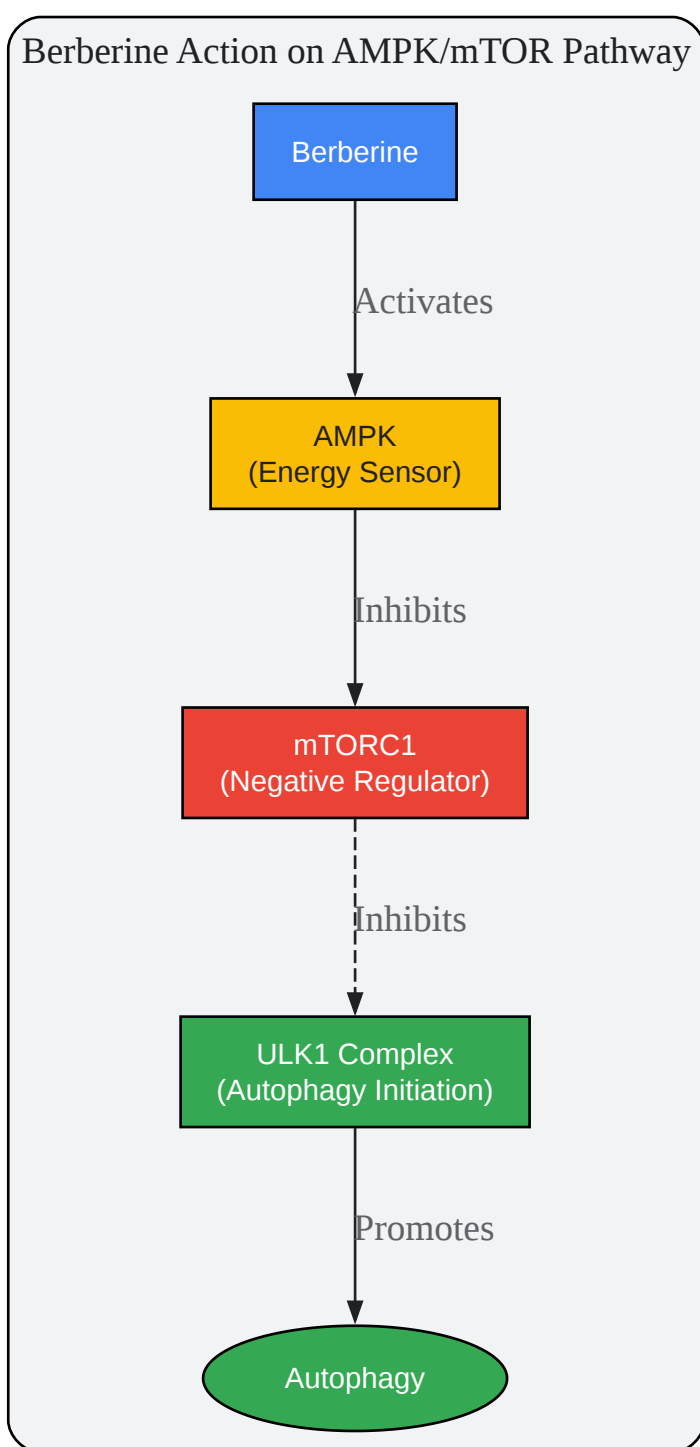 Berberine Action on AMPK/mTOR Pathway
Berberine
Activates
AMPK
(Energy Sensor)
Inhibits
mTORC1
(Negative Regulator)
Inhibits
ULK1 Complex
(Autophagy Initiation)
Promotes
Autophagy